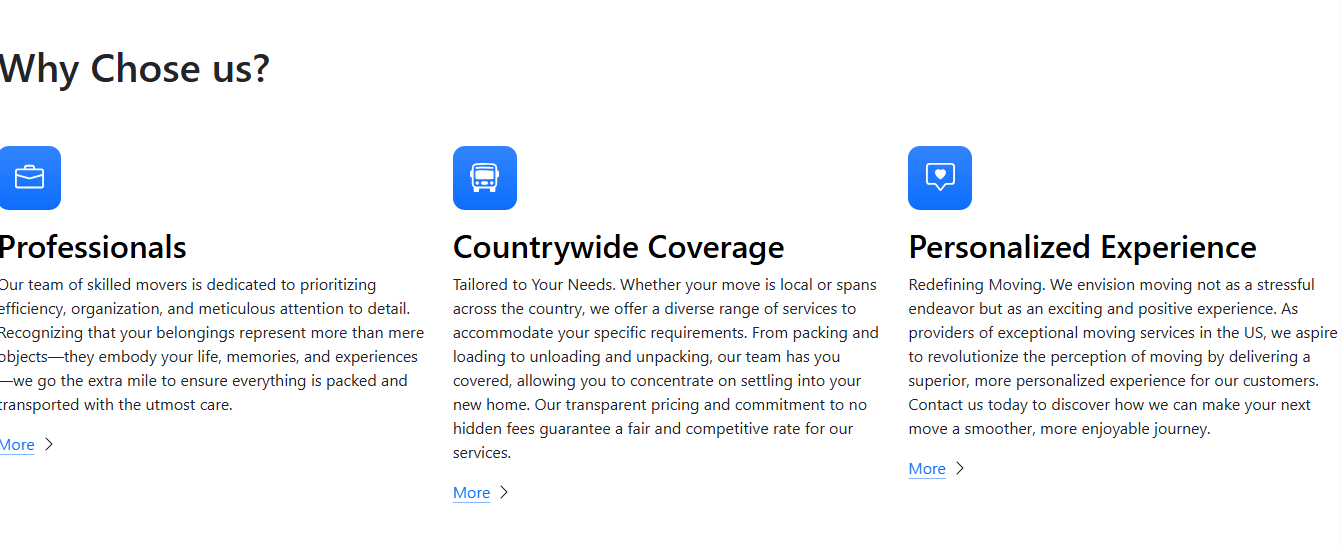 Why Chose us?
Professionals
Our team of skilled movers is dedicated to prioritizing
efficiency, organization, and meticulous attention to detail.
Recognizing that your belongings represent more than mere
objects—they embody your life, memories, and experiences
—we go the extra mile to ensure everything is packed and
transported with the utmost care.
More
Countrywide Coverage
Tailored to Your Needs. Whether your move is local or spans
across the country, we offer a diverse range of services to
accommodate your specific requirements. From packing and
loading to unloading and unpacking, our team has you
covered, allowing you to concentrate on settling into your
new home. Our transparent pricing and commitment to no
hidden fees guarantee a fair and competitive rate for our
services.
More
Personalized Experience
Redefining Moving. We envision moving not as a stressful
endeavor but as an exciting and positive experience. As
providers of exceptional moving services in the US, we aspire
to revolutionize the perception of moving by delivering a
superior, more personalized experience for our customers.
Contact us today to discover how we can make your next
move a smoother, more enjoyable journey.
More